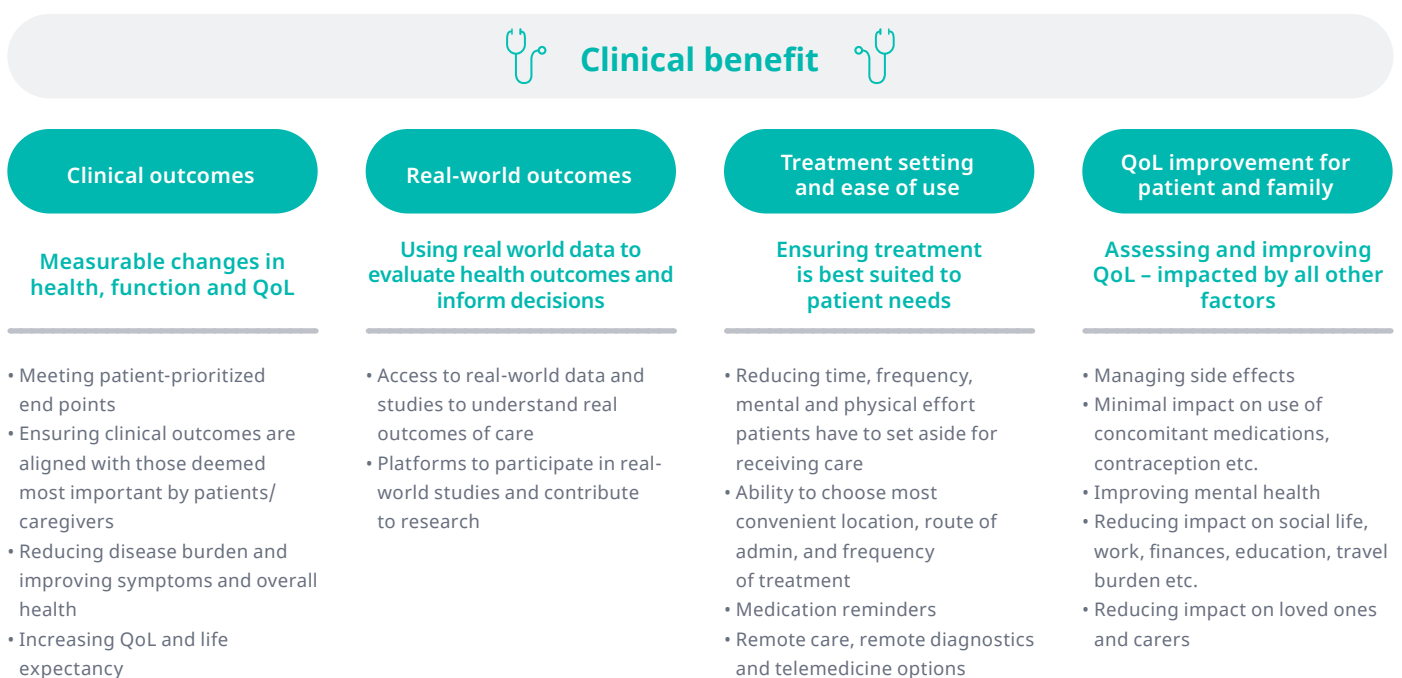 Clinical benefit
Clinical outcomes
Measurable changes in
health, function and QoL
• Meeting patient-prioritized
end points
• Ensuring clinical outcomes are
aligned with those deemed
most important by patients/
caregivers
• Reducing disease burden and
improving symptoms and overall
health
• Increasing QoL and life
expectancy
Real-world outcomes
Using real world data to
evaluate health outcomes and
inform decisions
• Access to real-world data and
studies to understand real
outcomes of care
• Platforms to participate in real-
world studies and contribute
to research
Treatment setting
and ease of use
Ensuring treatment
is best suited to
patient needs
• Reducing time, frequency,
mental and physical effort
patients have to set aside for
receiving care
• Ability to choose most
convenient location, route of
admin, and frequency
of treatment
• Medication reminders
• Remote care, remote diagnostics
and telemedicine options
QoL improvement for
patient and family
Assessing and improving
QoL – impacted by all other
factors
• Managing side effects
• Minimal impact on use of
concomitant medications,
contraception etc.
• Improving mental health
• Reducing impact on social life,
work, finances, education, travel
burden etc.
• Reducing impact on loved ones
and carers